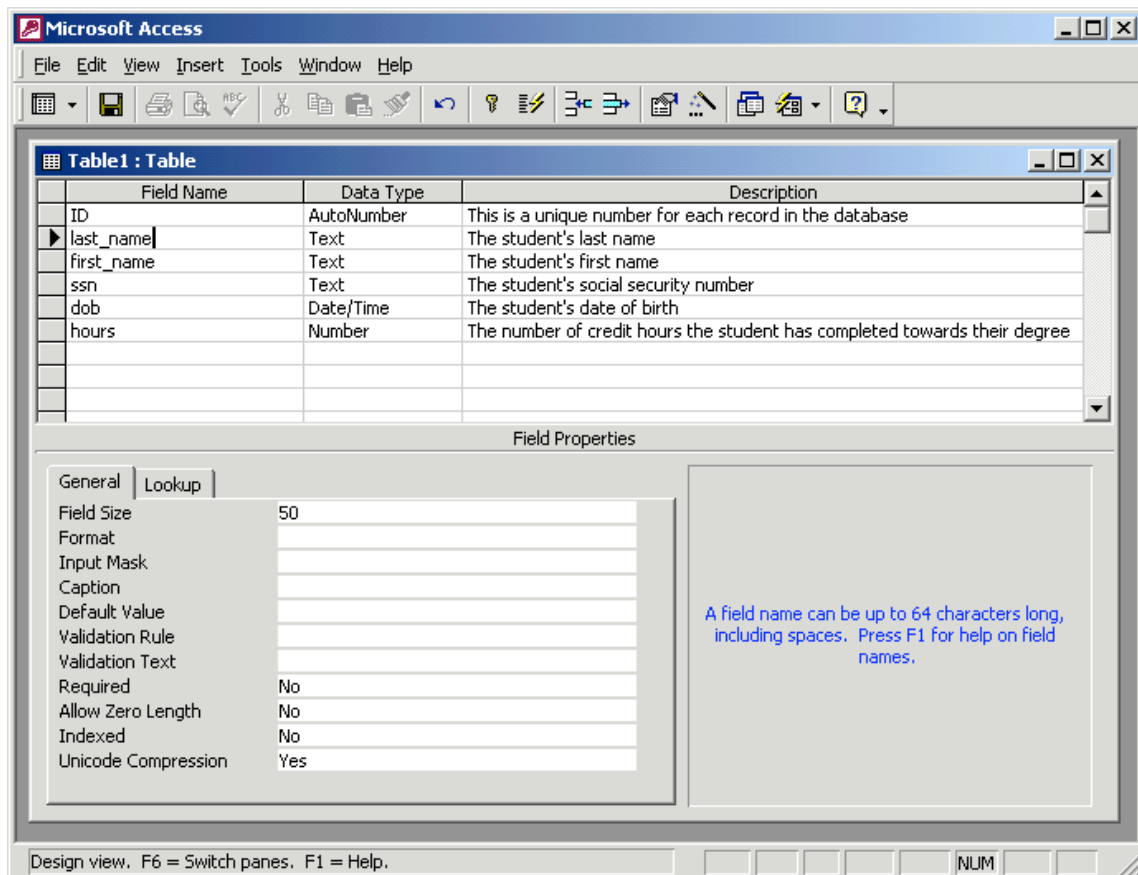 Microsoft Access
File Edit View Insert Tools Window Help
ABC
Table1 : Table
Field Name Data Type Description
ID AutoNumber This is a unique number for each record in the database
last_name Text The student's last name
first_name Text The student's first name
ssn Text The student's social security number
dob Date/Time The student's date of birth
hours Number The number of credit hours the student has completed towards their degree
Field Properties
General Lookup
Field Size 50
Format
Input Mask
Caption
Default Value
Validation Rule
Validation Text
Required No
Allow Zero Length No
Indexed No
Unicode Compression Yes
A field name can be up to 64 characters long,
including spaces. Press F1 for help on field
names.
Design view. F6 = Switch panes. F1 = Help. NUM